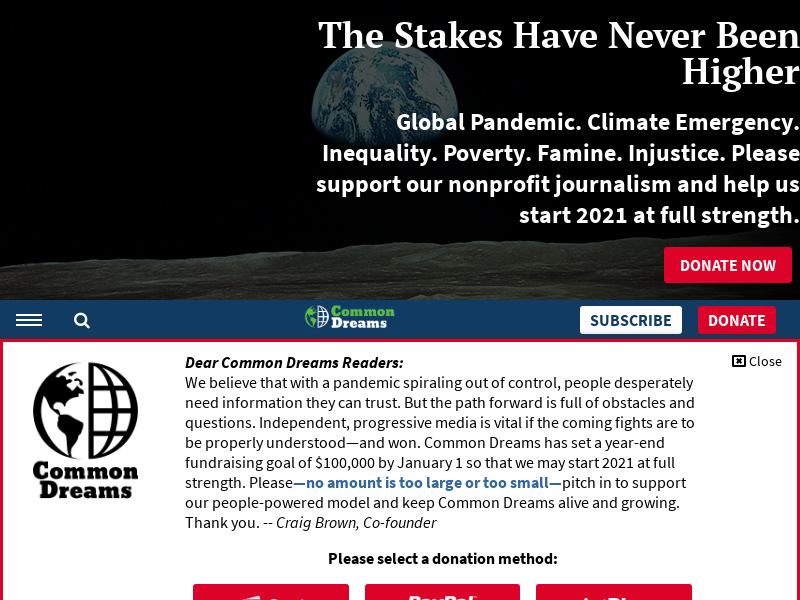 The Stakes Have Never Been
Higher
Global Pandemic. Climate Emergency.
Inequality. Poverty. Famine. Injustice. Please
support our nonprofit journalism and help us
start 2021 at full strength.
DONATE NOW
Common
Dreams
SUBSCRIBE
DONATE
Dear Common Dreams Readers:
Close
We believe that with a pandemic spiraling out of control, people desperately
need information they can trust. But the path forward is full of obstacles and
questions. Independent, progressive media is vital if the coming fights are to
be properly understood—and won. Common Dreams has set a year-end
fundraising goal of $100,000 by January 1 so that we may start 2021 at full
strength. Please—no amount is too large or too small—pitch in to support
our people-powered model and keep Common Dreams alive and growing.
Thank you. -- Craig Brown, Co-founder
Common
Dreams
Please select a donation method:
PayPal